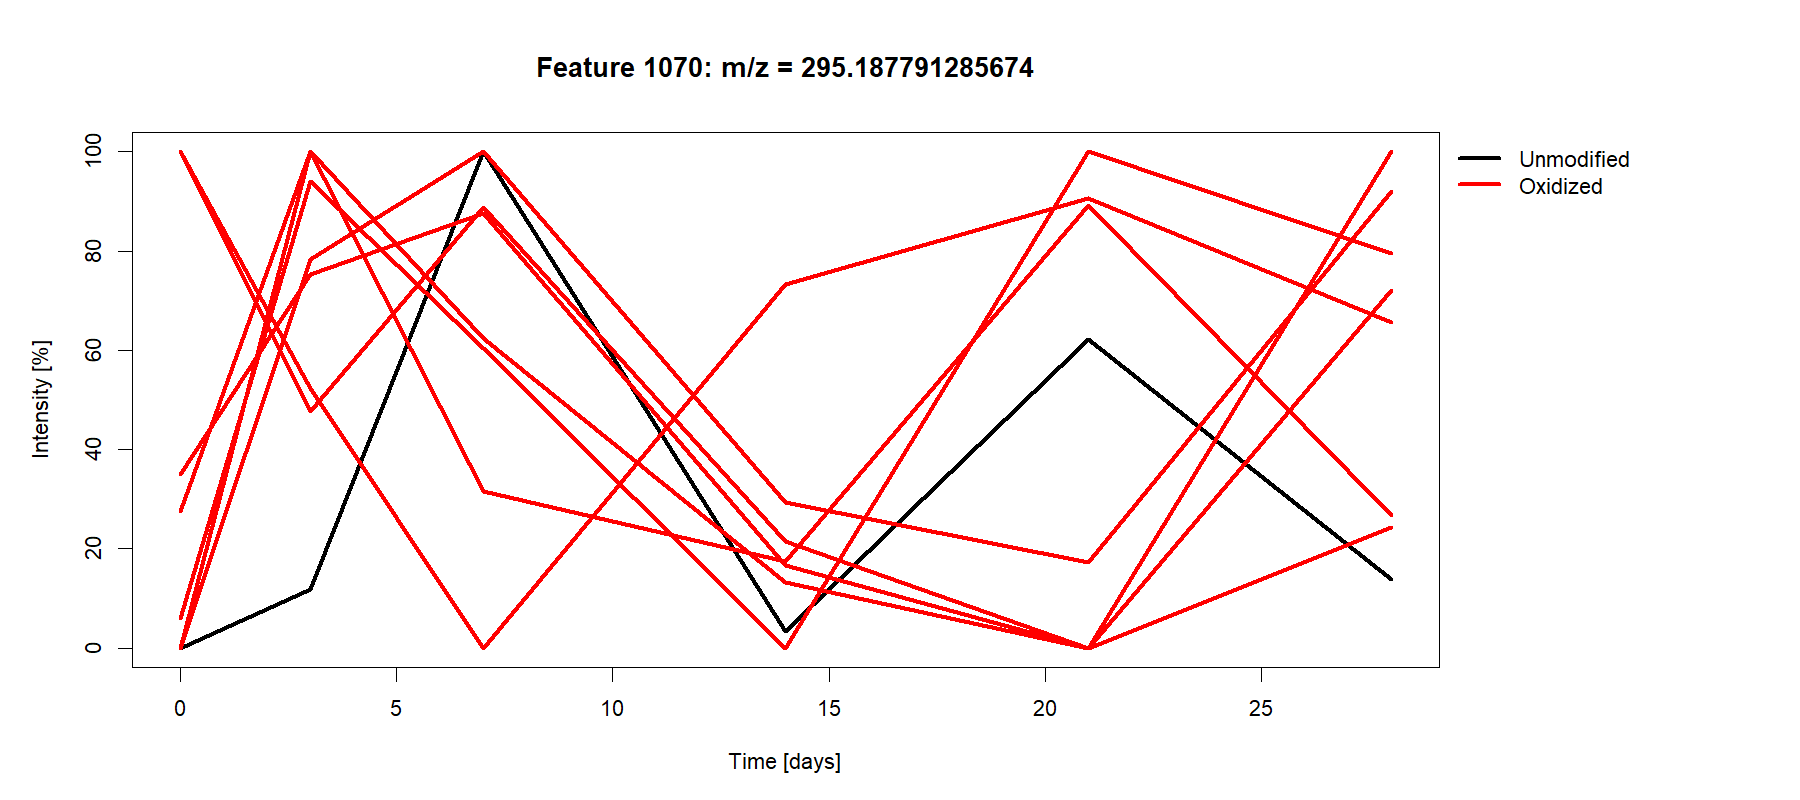 Feature 1070: m/z = 295.187791285674
Unmodified
Oxidized
Intensity [%]
100
80
60
40
20
0
0 5 10 15 20 25
Time [days]